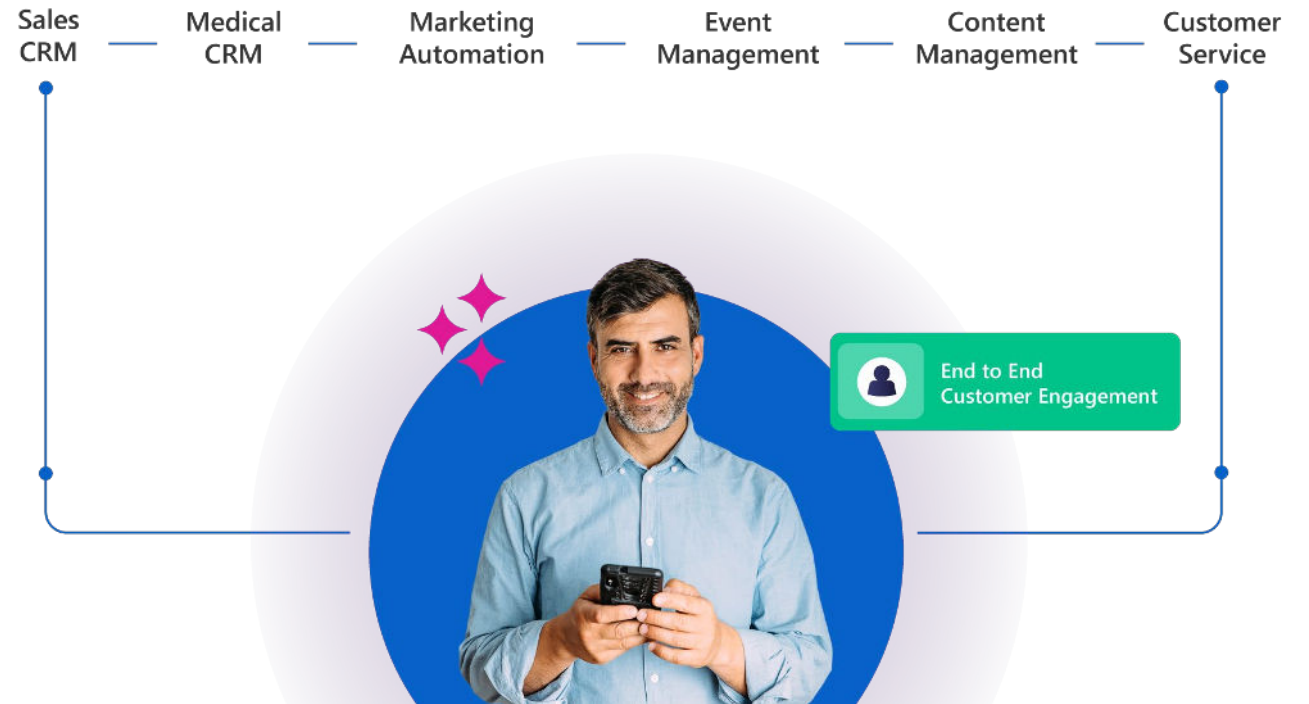 Sales
CRM
Medical
CRM
Marketing
Automation
Event
Management
Content
Management
Customer
Service
End to End
Customer Engagement